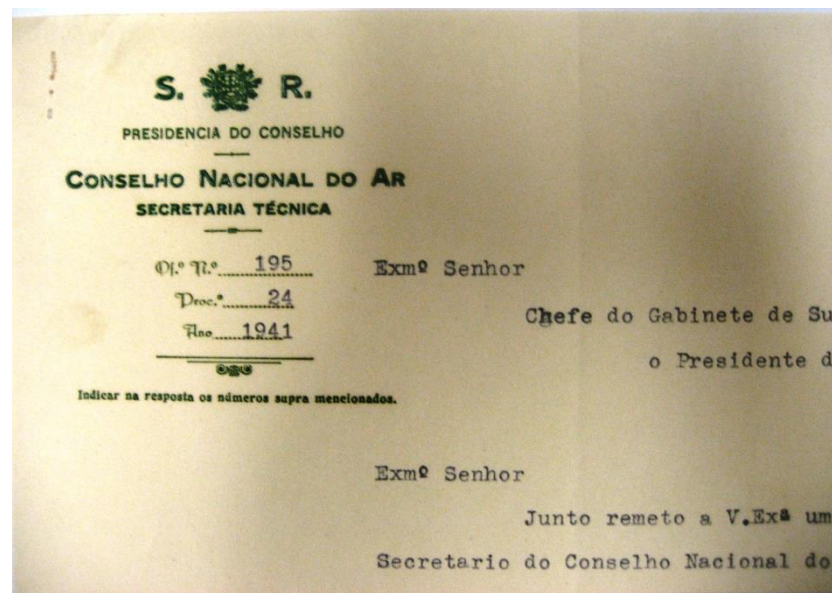 S. R.
PRESIDENCIA DO CONSELHO
CONSELHO NACIONAL DO AR
SECRETARIA TÉCNICA
Of.º N.º 195
Proc.º 24
Ano 1941
Indicar na resposta os números supra mencionados.
Exmº Senhor
Chefe do Gabinete de Su
o Presidente d
Exmº Senhor
Junto remeto a V.Exª um
Secretario do Conselho Nacional do